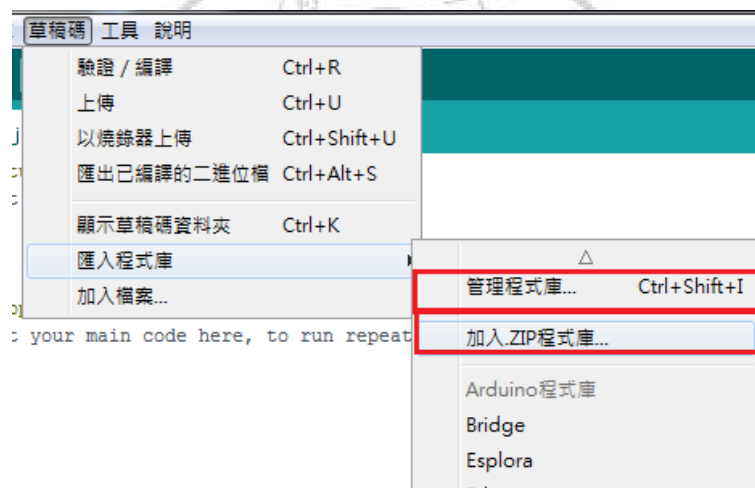 草稿碼 工具 說明
驗證 / 編譯 Ctrl+R
上傳 Ctrl+U
以燒錄器上傳 Ctrl+Shift+U
匯出已編譯的二進位檔 Ctrl+Alt+S
顯示草稿碼資料夾 Ctrl+K
匯入程式庫
加入檔案...
管理程式庫... Ctrl+Shift+I
your main code here, to run repeat
加入.ZIP程式庫...
Arduino程式庫
Bridge
Esplora